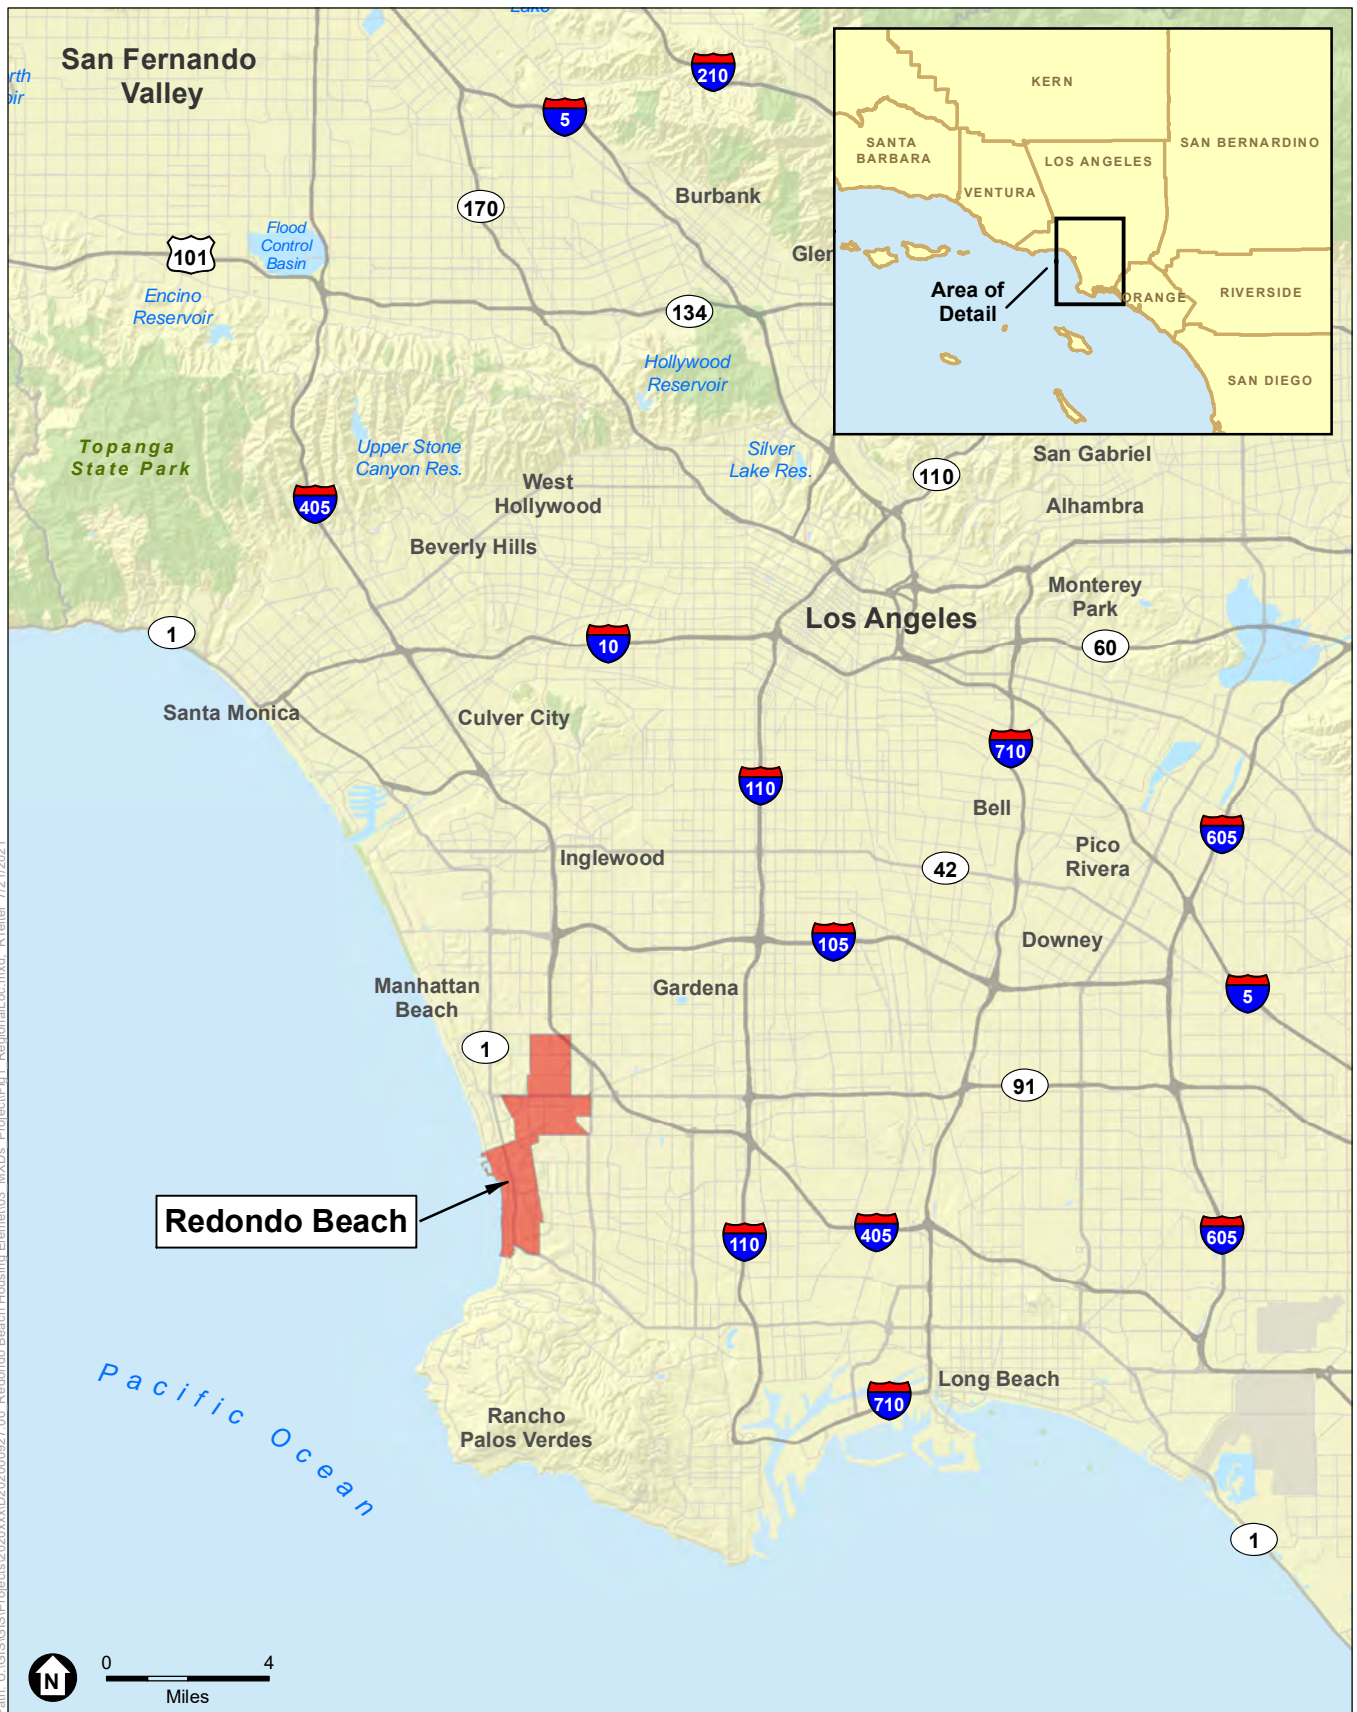 Lake
San Fernando
Valley
210
5
KERN
SANTA
BARBARA
VENTURA
LOS ANGELES
SAN BERNARDINO
ORANGE
RIVERSIDE
SAN DIEGO
Area of
Detail
170
Burbank
101
Flood
Control
Basin
Encino
Reservoir
134
Hollywood
Reservoir
Topanga
State Park
Upper Stone
Canyon Res.
Silver
Lake Res.
405
West
Hollywood
Beverly Hills
110
San Gabriel
Alhambra
Monterey
Park
Los Angeles
1
10
60
Santa Monica
Culver City
710
110
Bell
605
Inglewood
42
Pico
Rivera
105
Downey
Manhattan
Beach
Gardena
5
1
91
Redondo Beach
110
405
605
Pacific Ocean
Long Beach
710
Rancho
Palos Verdes
1
N
0 4
Miles